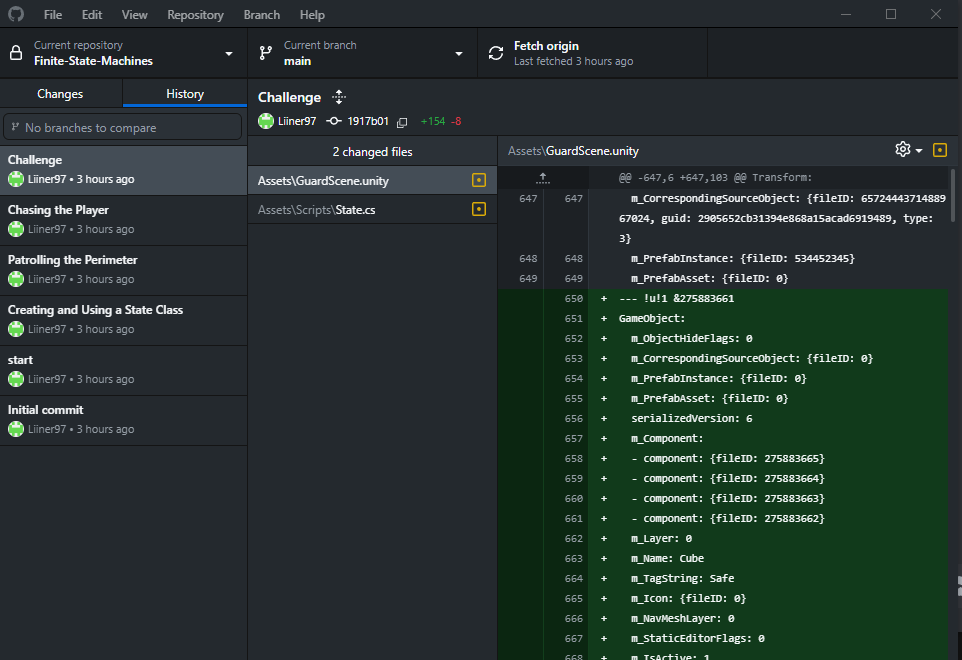 File Edit View Repository Branch Help
Current repository
Finite-State-Machines
Current branch
main
Fetch origin
Last fetched 3 hours ago
Changes History
No branches to compare
Challenge
Liiner97 • 3 hours ago
Chasing the Player
Liiner97 • 3 hours ago
Patrolling the Perimeter
Liiner97 • 3 hours ago
Creating and Using a State Class
Liiner97 • 3 hours ago
start
Liiner97 • 3 hours ago
Initial commit
Liiner97 • 3 hours ago
Challenge
Liiner97 1917b01 +154 -8
2 changed files
Assets\GuardScene.unity
Assets\Scripts\State.cs
Assets\GuardScene.unity
@@ -647,6 +647,103 @@ Transform:
647 647 m_CorrespondingSourceObject: {fileID: 65724443714889
67024, guid: 2905652cb31394e868a15acad6919489, type:
3}
648 648 m_PrefabInstance: {fileID: 534452345}
649 649 m_PrefabAsset: {fileID: 0}
650 + --- !u!1 &275883661
651 + GameObject:
652 + m_ObjectHideFlags: 0
653 + m_CorrespondingSourceObject: {fileID: 0}
654 + m_PrefabInstance: {fileID: 0}
655 + m_PrefabAsset: {fileID: 0}
656 + serializedVersion: 6
657 + m_Component:
658 + - component: {fileID: 275883665}
659 + - component: {fileID: 275883664}
660 + - component: {fileID: 275883663}
661 + - component: {fileID: 275883662}
662 + m_Layer: 0
663 + m_Name: Cube
664 + m_TagString: Safe
665 + m_Icon: {fileID: 0}
666 + m_NavMeshLayer: 0
667 + m_StaticEditorFlags: 0
668 + m_IsActive: 1